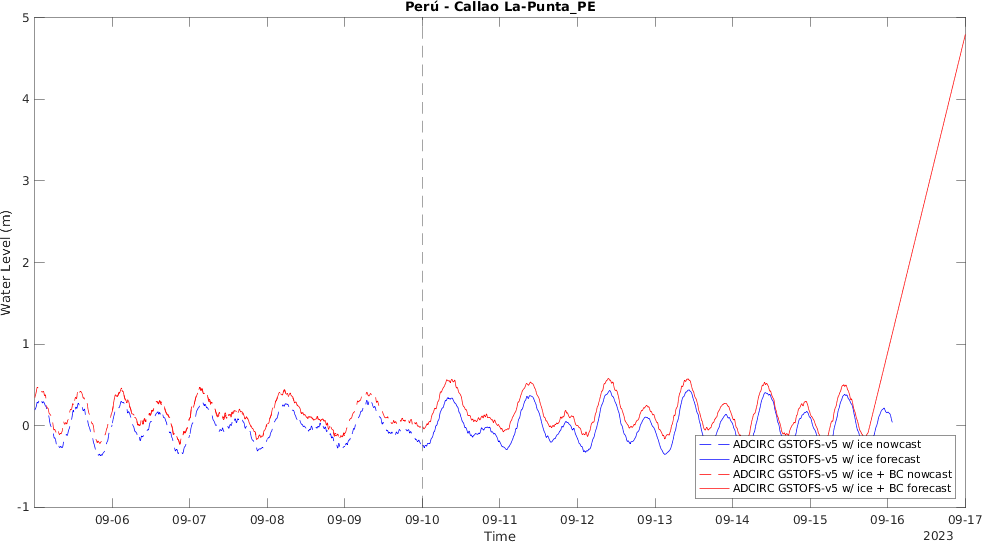 Perú - Callao La-Punta_PE
5
4
3
2
1
0
-1
Water Level (m)
ADCIRC GSTOFS-v5 w/ ice nowcast
ADCIRC GSTOFS-v5 w/ ice forecast
ADCIRC GSTOFS-v5 w/ ice + BC nowcast
ADCIRC GSTOFS-v5 w/ ice + BC forecast
09-06 09-07 09-08 09-09 09-10 09-11 09-12 09-13 09-14 09-15 09-16 09-17
Time
2023